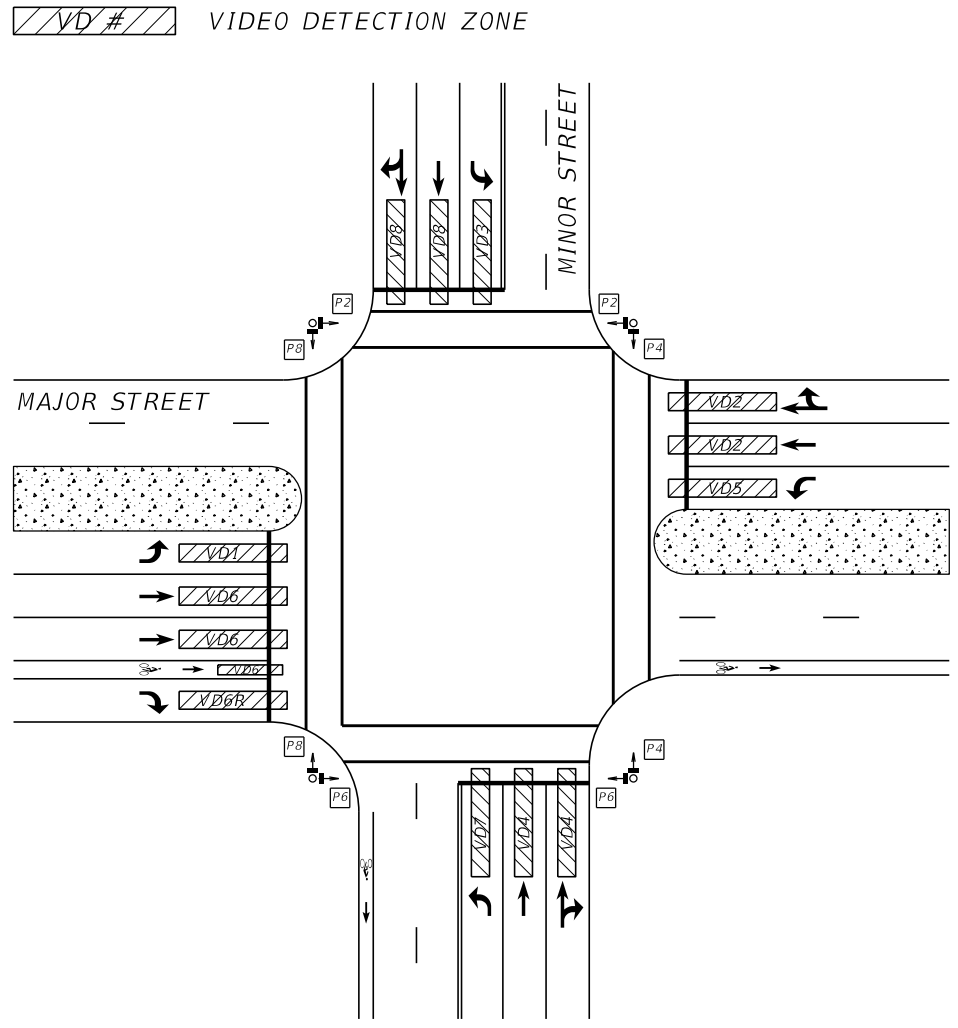 VD #
VIDEO DETECTION ZONE
MINOR STREET
VD8
VD8
VD3
P2
P2
P8
P4
MAJOR STREET
VD2
VD2
VD5
VD1
VD6
VD6
VD6
VD6R
P8
P4
P6
P6
VD7
VD4
VD4